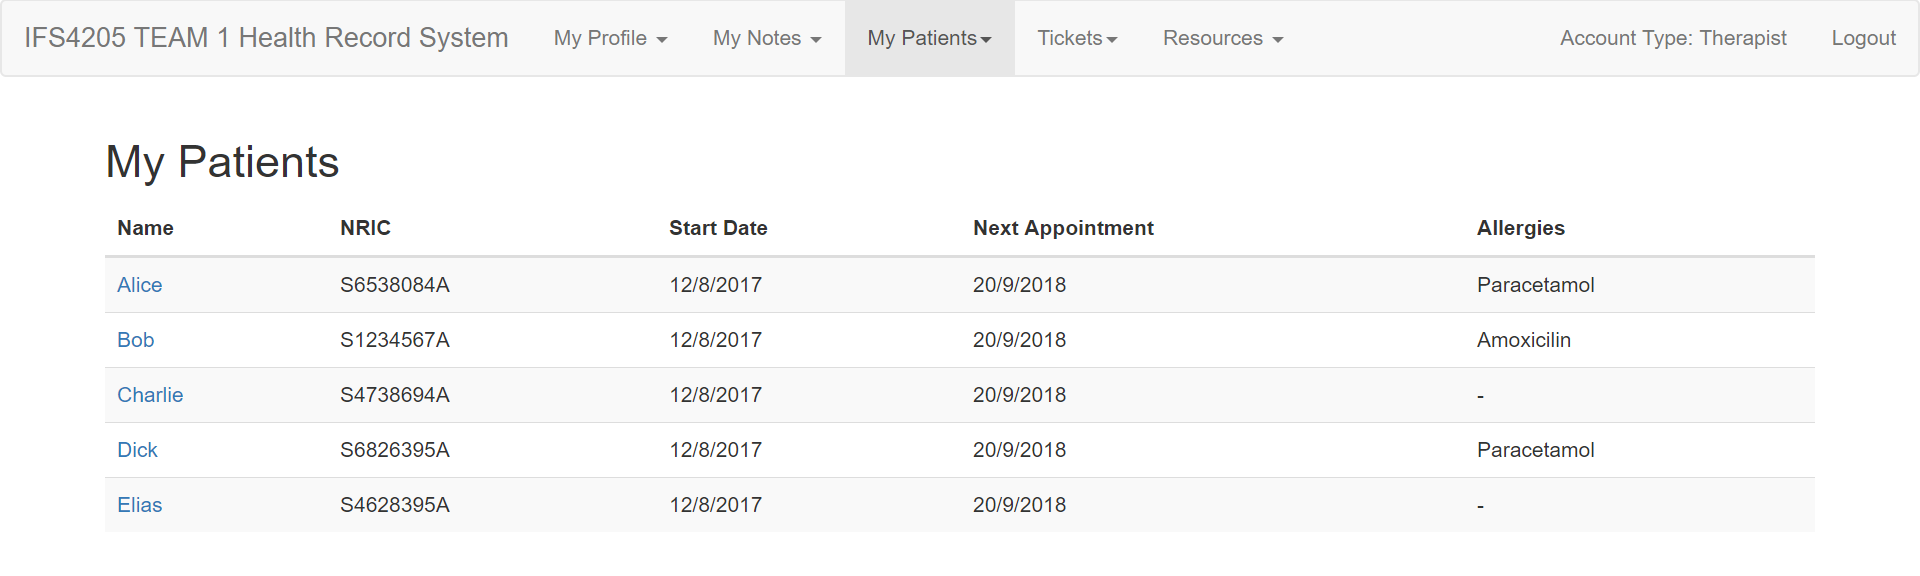 IFS4205 TEAM 1 Health Record System My Profile My Notes My Patients Tickets Resources Account Type: Therapist Logout
My Patients
Name NRIC Start Date Next Appointment Allergies
Alice S6538084A 12/8/2017 20/9/2018 Paracetamol
Bob S1234567A 12/8/2017 20/9/2018 Amoxicilin
Charlie S4738694A 12/8/2017 20/9/2018 -
Dick S6826395A 12/8/2017 20/9/2018 Paracetamol
Elias S4628395A 12/8/2017 20/9/2018 -